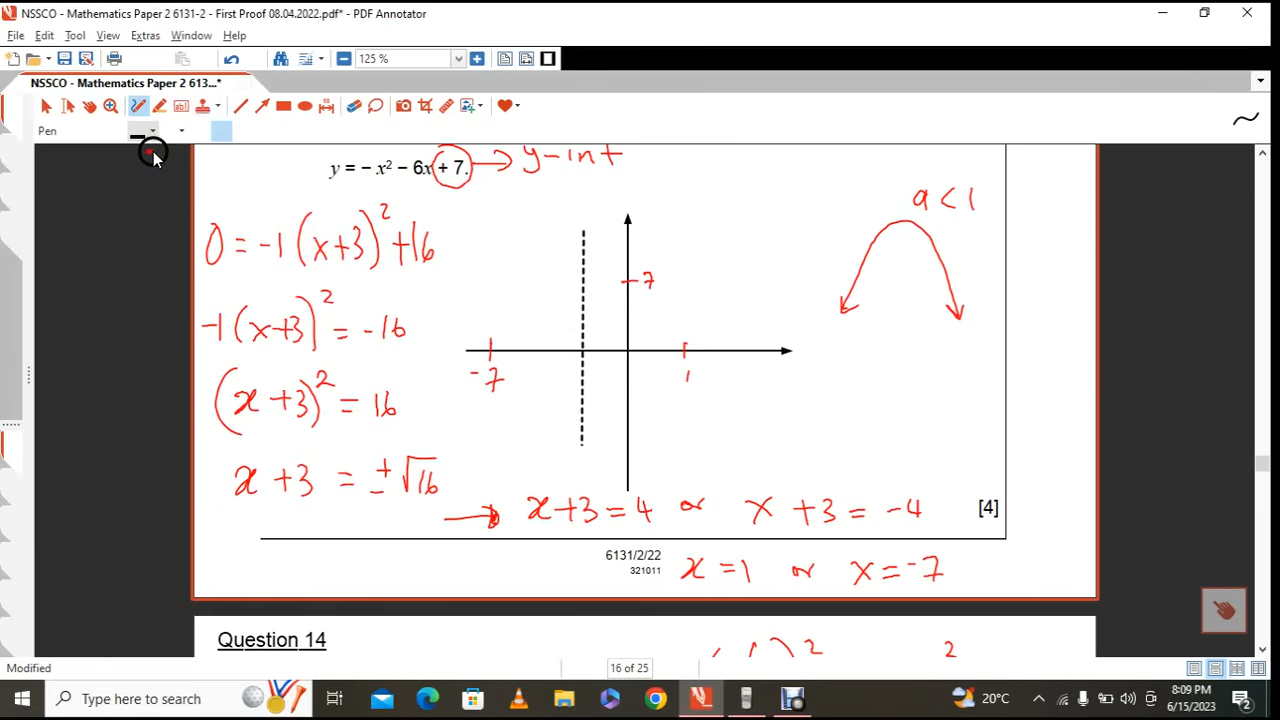 NSSCO - Mathematics Paper 2 6131-2 - First Proof 08.04.2022.pdf* - PDF Annotator
File Edit Tool View Extras Window Help
125 %
NSSCO - Mathematics Paper 2 613...*
Pen
y = – x² – 6x + 7. → y-int
a < 1
0 = -1(x+3)² + 16
7
-1(x+3)² = -16
-7 1
(x+3)² = 16
x + 3 = ±√16
→ x+3 = 4 or x + 3 = -4 [4]
6131/2/22
321011
x = 1 or x = -7
Question 14
2 2
Modified 16 of 25
Type here to search 20°C 8:09 PM
6/15/2023 2